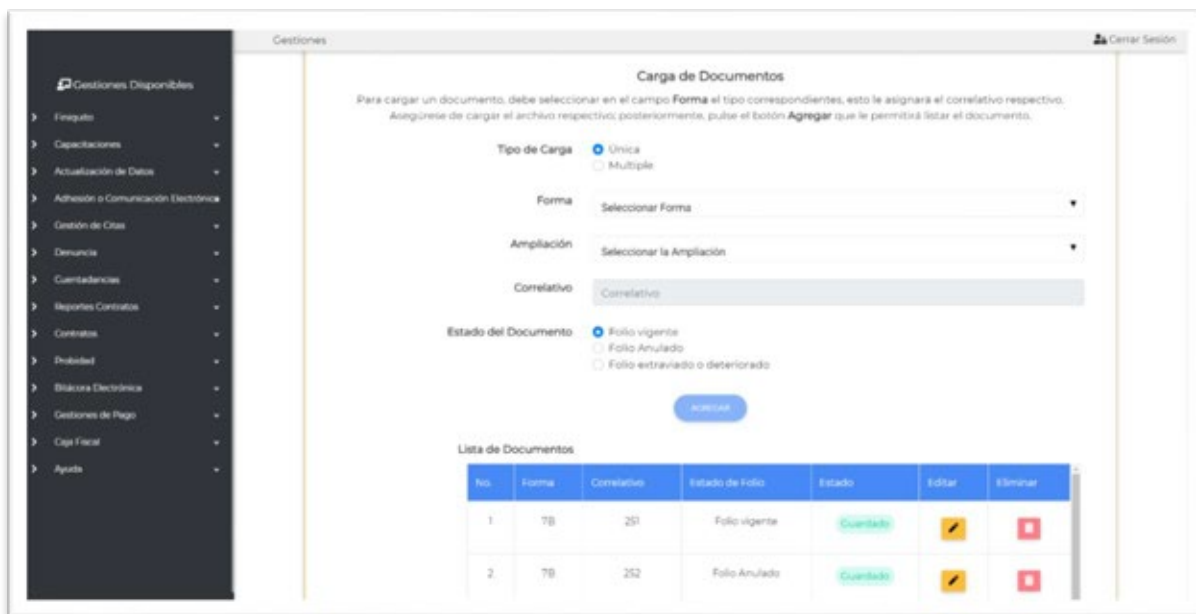 Gestiones
Cerrar Sesión
Gestiones Disponibles
Finiquito
Capacitaciones
Actualización de Datos
Adhesión o Comunicación Electrónica
Gestión de Citas
Denuncia
Cuentadancias
Reportes Contratos
Contratos
Probidad
Bitácora Electrónica
Gestiones de Pago
Caja Fiscal
Ayuda
Carga de Documentos
Para cargar un documento, debe seleccionar en el campo Forma el tipo correspondientes, esto le asignará el correlativo respectivo.
Asegúrese de cargar el archivo respectivo; posteriormente, pulse el botón Agregar que le permitirá listar el documento.
Tipo de Carga
Única
Multiple
Forma
Seleccionar Forma
Ampliación
Seleccionar la Ampliación
Correlativo
Correlativo
Estado del Documento
Folio vigente
Folio Anulado
Folio extraviado o deteriorado
AGREGAR
Lista de Documentos
No. Forma Correlativo Estado de Folio Estado Editar Eliminar
1 7B 251 Folio vigente Guardado
2 7B 252 Folio Anulado Guardado